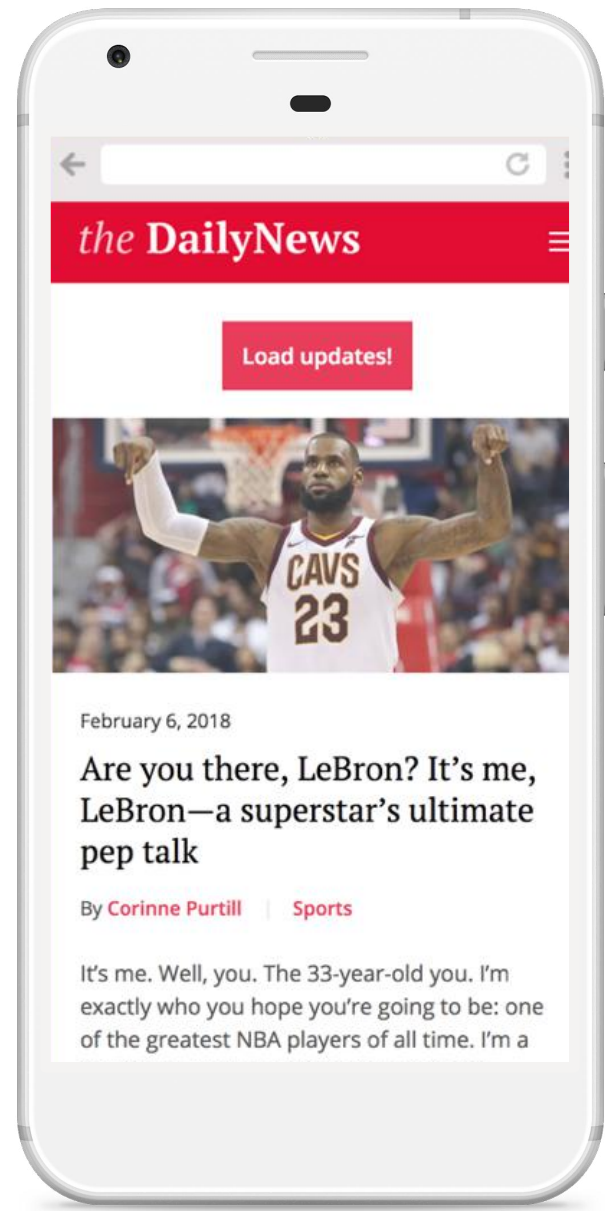 the DailyNews
Load updates!
CAVS
23
February 6, 2018
Are you there, LeBron? It’s me,
LeBron—a superstar’s ultimate
pep talk
By Corinne Purtill | Sports
It’s me. Well, you. The 33-year-old you. I’m
exactly who you hope you’re going to be: one
of the greatest NBA players of all time. I’m a